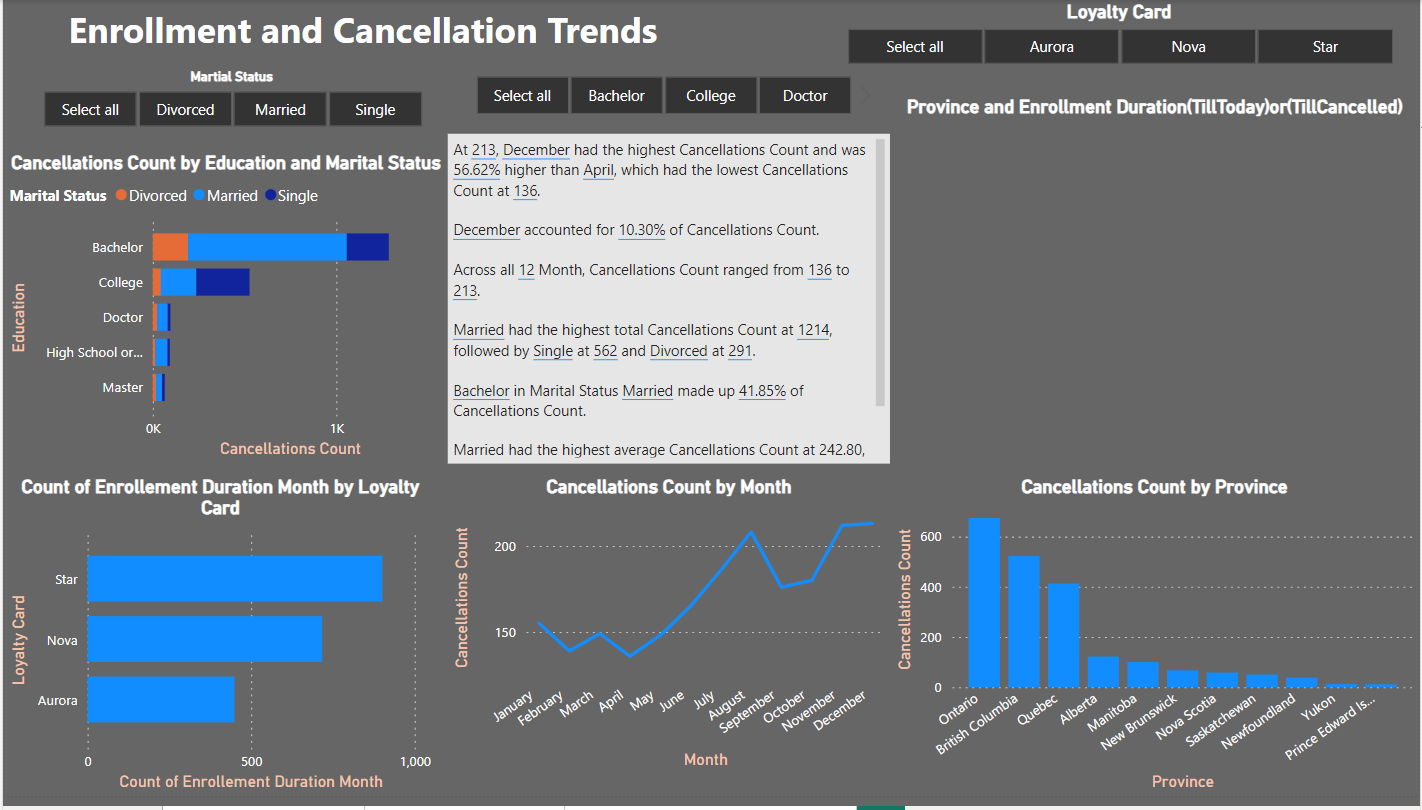 Enrollment and Cancellation Trends
Loyalty Card
Select all
Aurora
Nova
Star
Martial Status
Select all
Divorced
Married
Single
Select all
Bachelor
College
Doctor
Province and Enrollment Duration(TillToday)or(TillCancelled)
Cancellations Count by Education and Marital Status
Marital Status
Divorced
Married
Single
Education
Bachelor
College
Doctor
High School or...
Master
0K
1K
Cancellations Count
At 213, December had the highest Cancellations Count and was
56.62% higher than April, which had the lowest Cancellations
Count at 136.
December accounted for 10.30% of Cancellations Count.
Across all 12 Month, Cancellations Count ranged from 136 to
213.
Married had the highest total Cancellations Count at 1214,
followed by Single at 562 and Divorced at 291.
Bachelor in Marital Status Married made up 41.85% of
Cancellations Count.
Married had the highest average Cancellations Count at 242.80,
Count of Enrollement Duration Month by Loyalty
Card
Loyalty Card
Star
Nova
Aurora
0
500
1,000
Count of Enrollement Duration Month
Cancellations Count by Month
Cancellations Count
200
150
January
February
March
April
May
June
July
August
September
October
November
December
Month
Cancellations Count by Province
Cancellations Count
600
400
200
0
Ontario
British Columbia
Quebec
Alberta
Manitoba
New Brunswick
Nova Scotia
Saskatchewan
Newfoundland
Yukon
Prince Edward Is...
Province